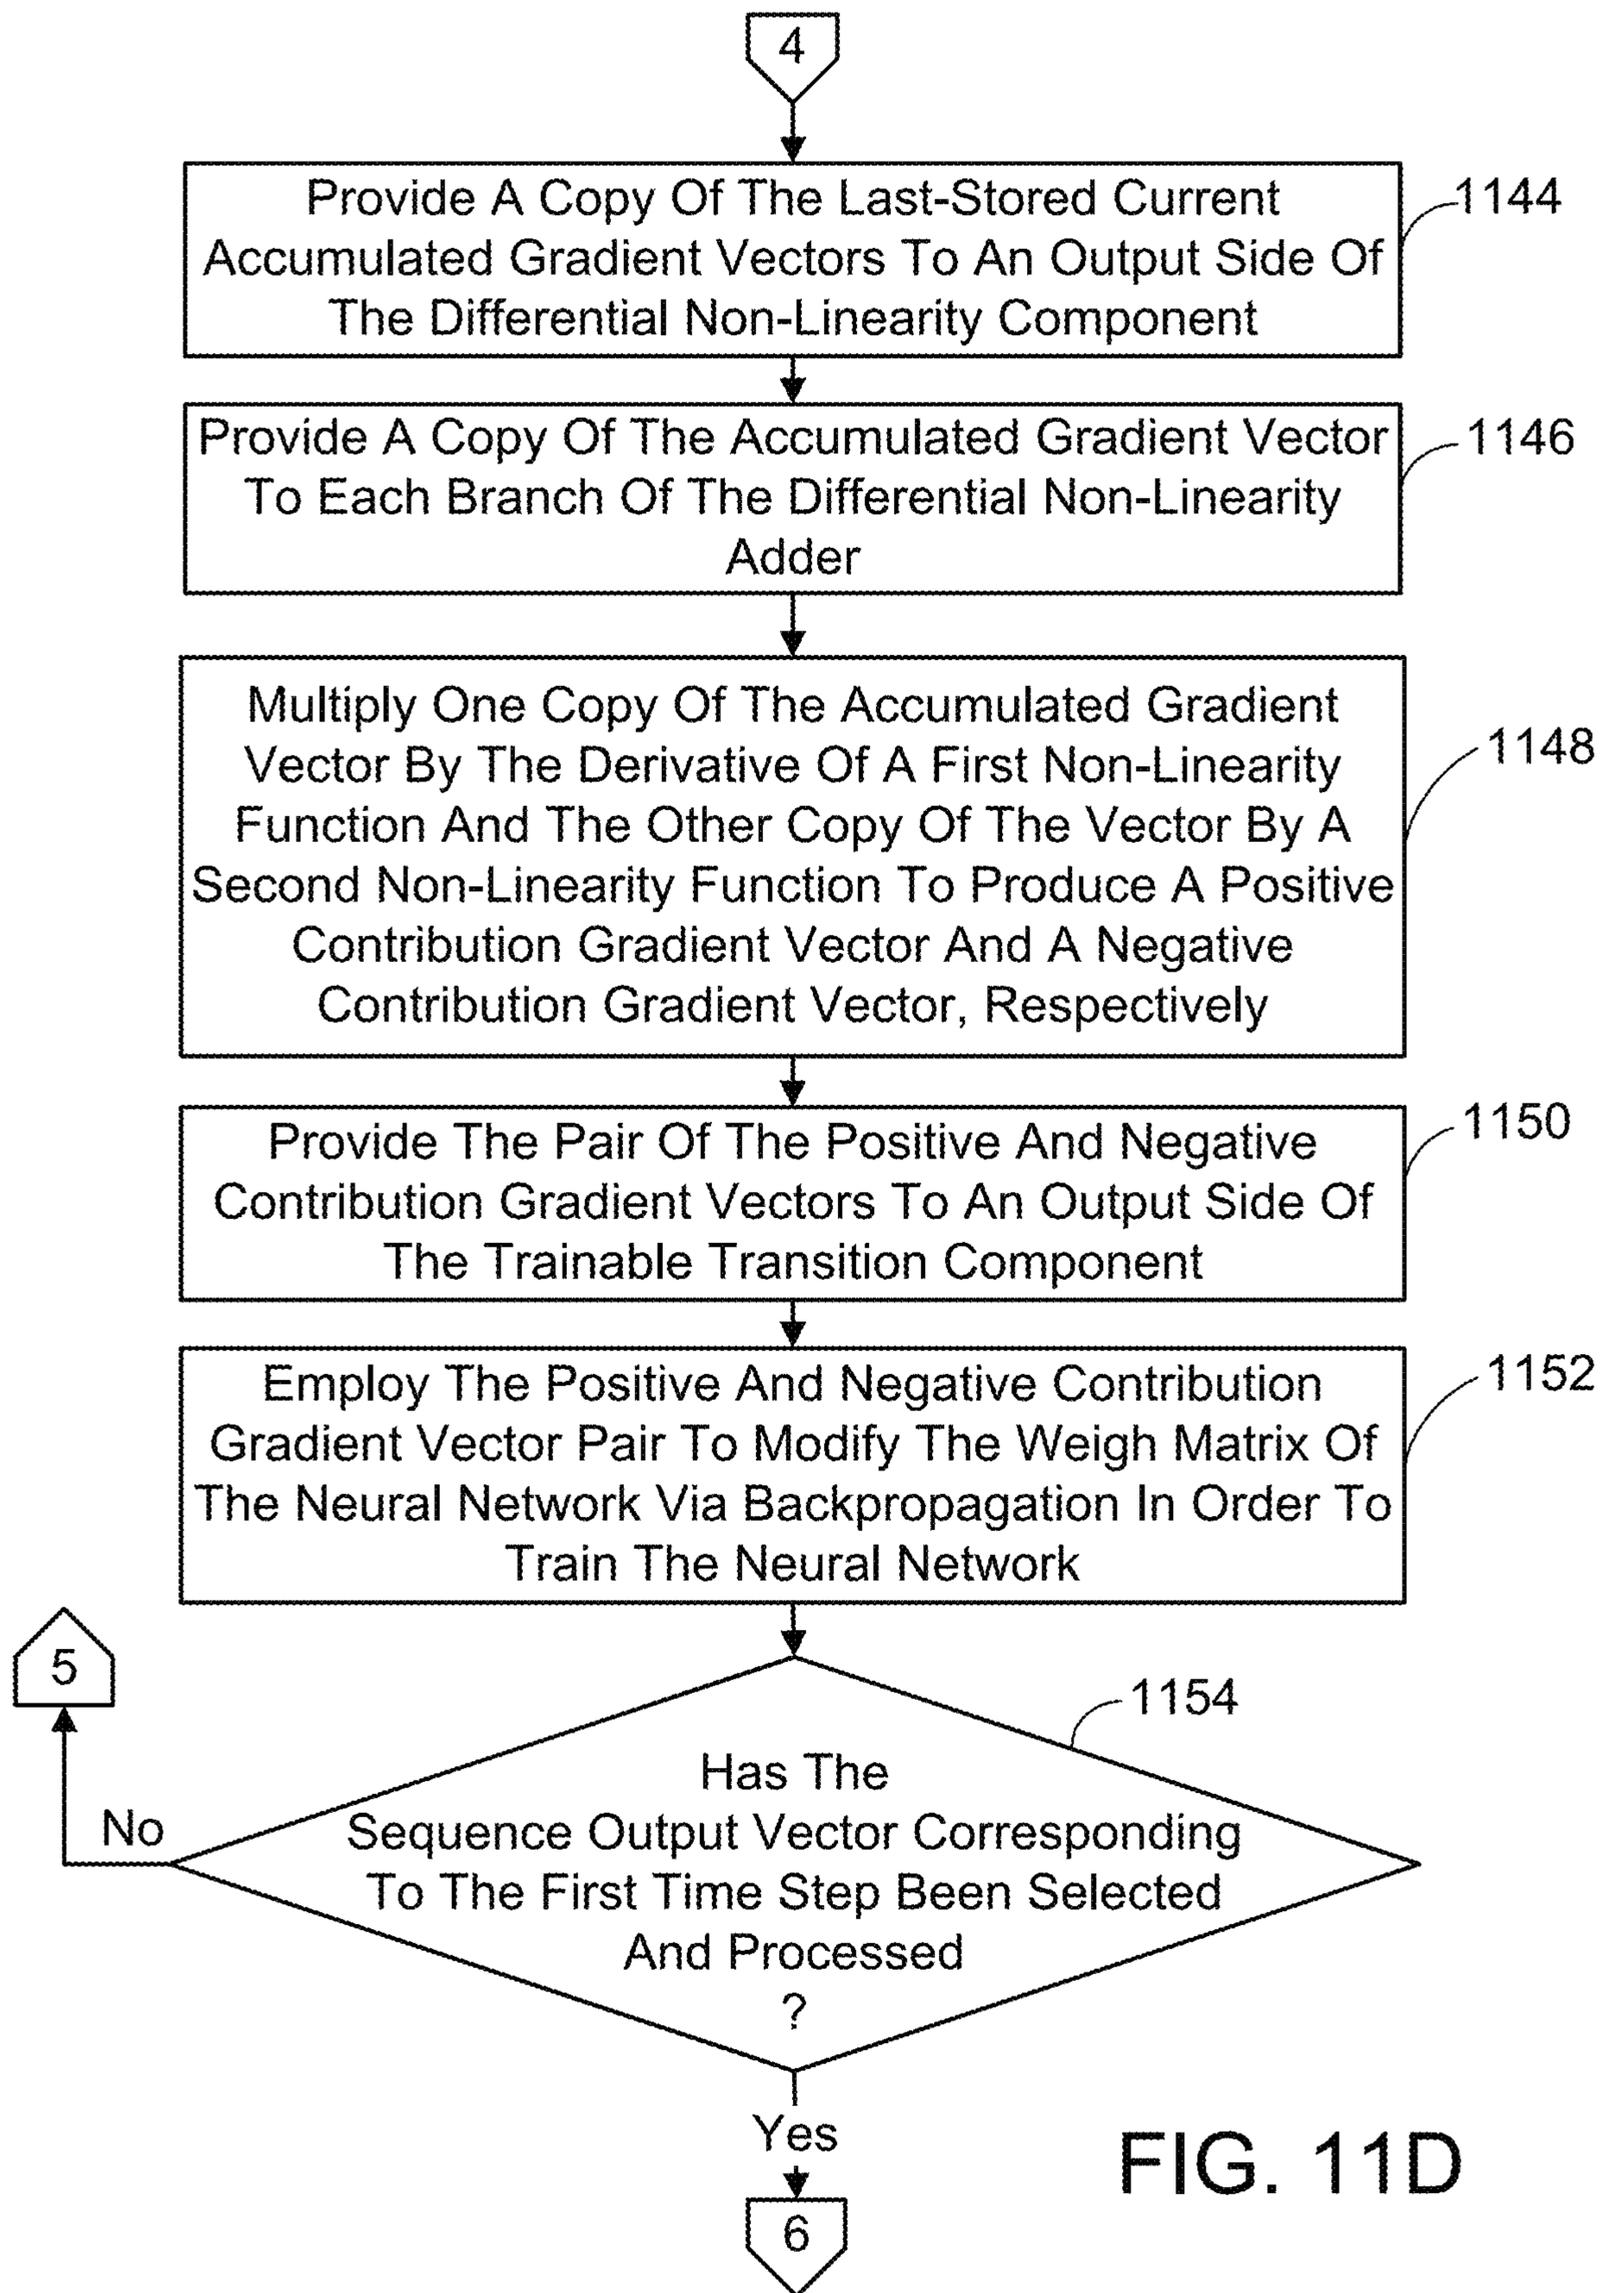 4
Provide A Copy Of The Last-Stored Current
Accumulated Gradient Vectors To An Output Side Of
The Differential Non-Linearity Component
1144
Provide A Copy Of The Accumulated Gradient Vector
To Each Branch Of The Differential Non-Linearity
Adder
1146
Multiply One Copy Of The Accumulated Gradient
Vector By The Derivative Of A First Non-Linearity
Function And The Other Copy Of The Vector By A
Second Non-Linearity Function To Produce A Positive
Contribution Gradient Vector And A Negative
Contribution Gradient Vector, Respectively
1148
Provide The Pair Of The Positive And Negative
Contribution Gradient Vectors To An Output Side Of
The Trainable Transition Component
1150
Employ The Positive And Negative Contribution
Gradient Vector Pair To Modify The Weigh Matrix Of
The Neural Network Via Backpropagation In Order To
Train The Neural Network
1152
5
No
1154
Has The
Sequence Output Vector Corresponding
To The First Time Step Been Selected
And Processed
?
Yes
6
FIG. 11D